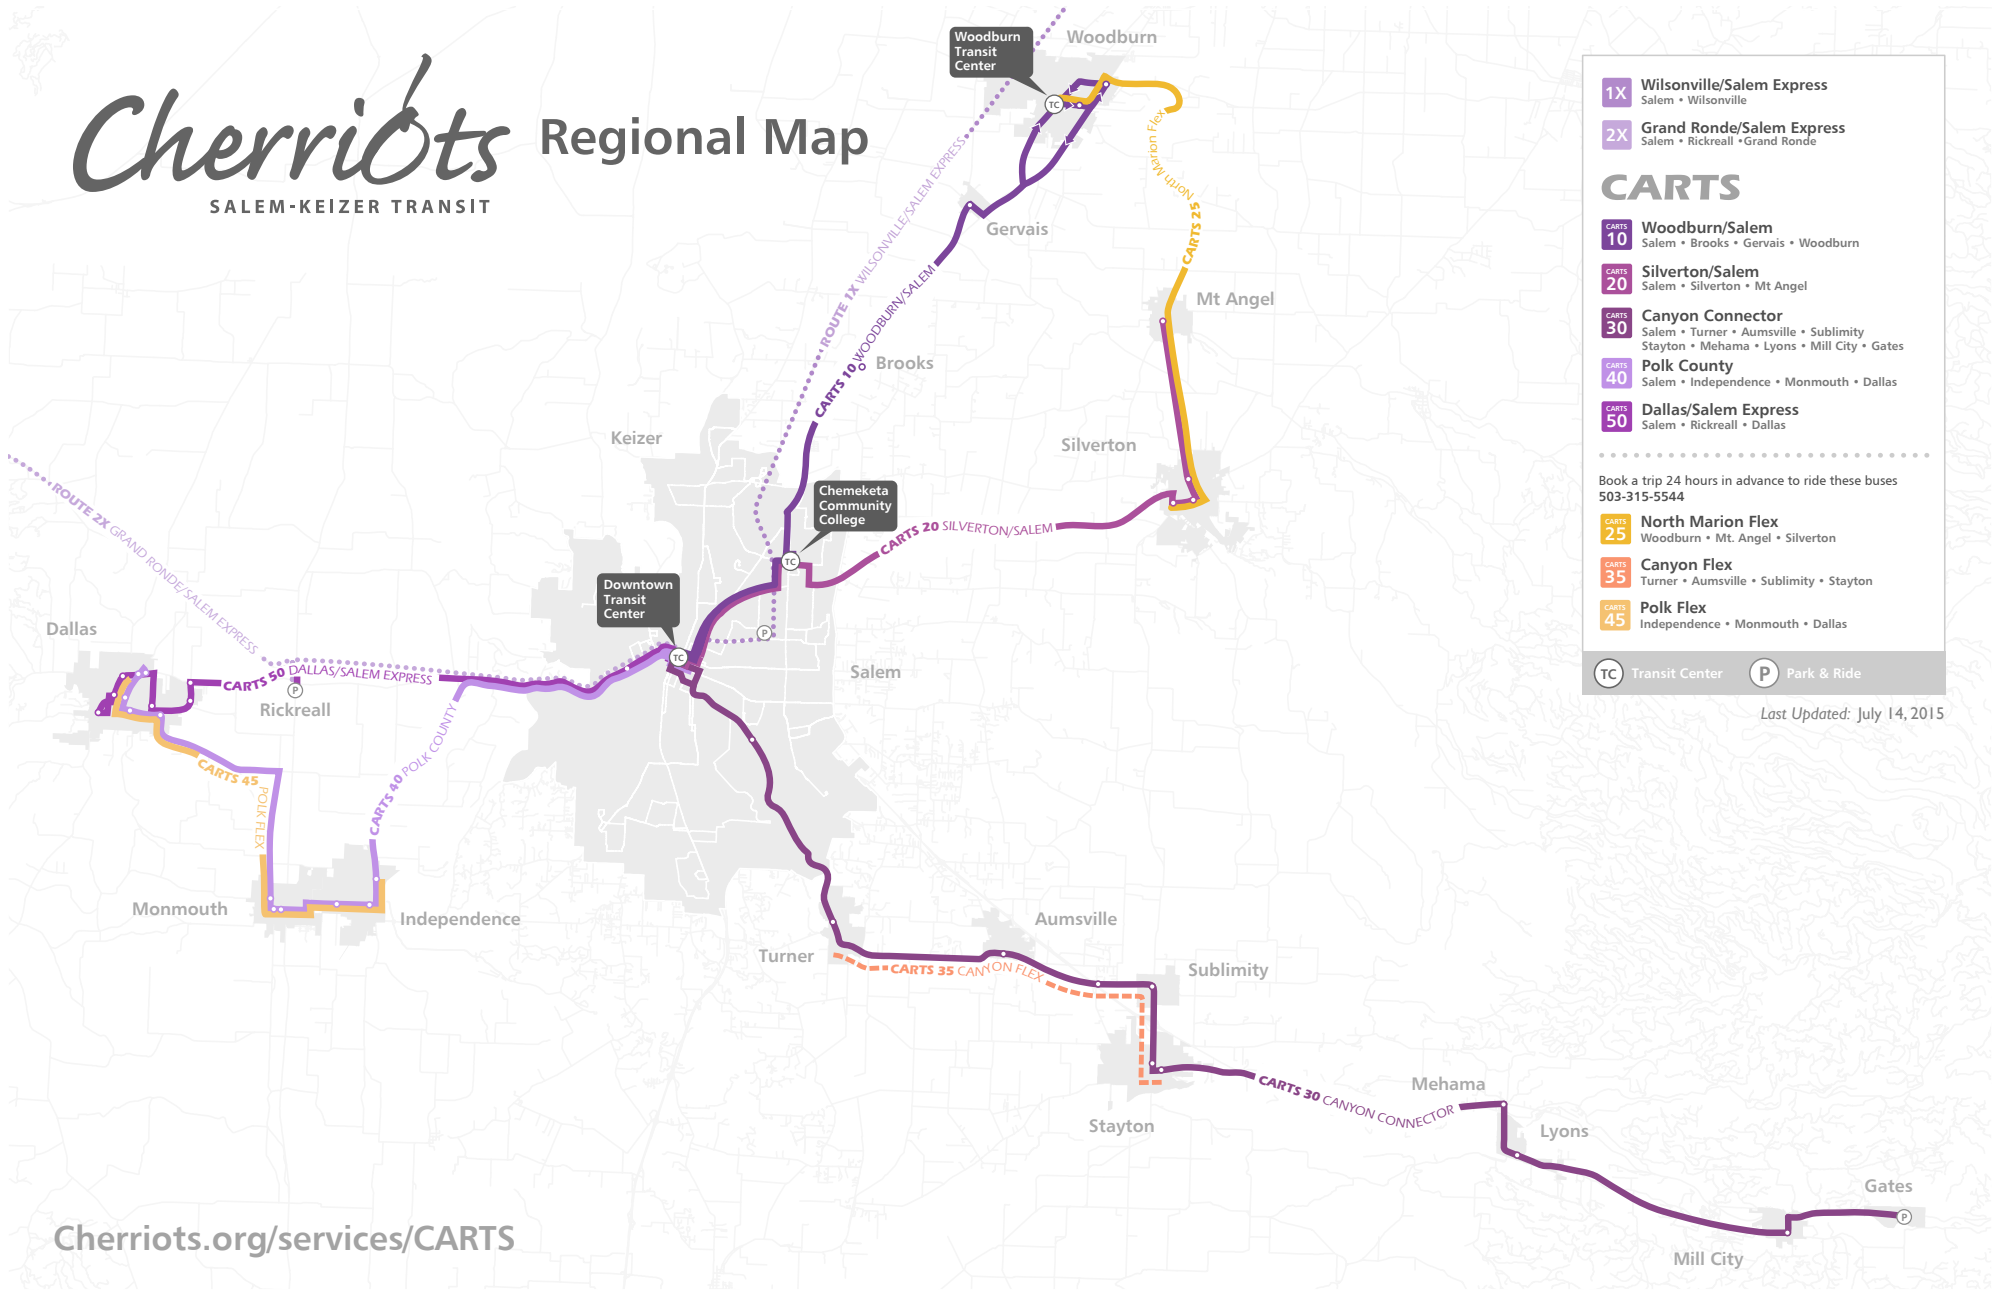 Cherriots
SALEM-KEIZER TRANSIT
Regional Map
Woodburn
Transit
Center
Woodburn
TC
North Marion Flex
CARTS 25
ROUTE 1X WILSONVILLE/SALEM EXPRESS
Gervais
CARTS 10 WOODBURN/SALEM
Mt Angel
Brooks
Keizer
Silverton
Chemeketa
Community
College
TC
CARTS 20 SILVERTON/SALEM
ROUTE 2X GRAND RONDE/SALEM EXPRESS
Downtown
Transit
Center
TC
P
Dallas
Salem
CARTS 50 DALLAS/SALEM EXPRESS
P
Rickreall
CARTS 40 POLK COUNTY
CARTS 45
POLK FLEX
Monmouth
Independence
Turner
Aumsville
CARTS 35 CANYON FLEX
Sublimity
Stayton
CARTS 30 CANYON CONNECTOR
Mehama
Lyons
Gates
P
Mill City
Cherriots.org/services/CARTS
1X
Wilsonville/Salem Express
Salem • Wilsonville
2X
Grand Ronde/Salem Express
Salem • Rickreall •Grand Ronde
CARTS
CARTS
10
Woodburn/Salem
Salem • Brooks • Gervais • Woodburn
CARTS
20
Silverton/Salem
Salem • Silverton • Mt Angel
CARTS
30
Canyon Connector
Salem • Turner • Aumsville • Sublimity
Stayton • Mehama • Lyons • Mill City • Gates
CARTS
40
Polk County
Salem • Independence • Monmouth • Dallas
CARTS
50
Dallas/Salem Express
Salem • Rickreall • Dallas
Book a trip 24 hours in advance to ride these buses
503-315-5544
CARTS
25
North Marion Flex
Woodburn • Mt. Angel • Silverton
CARTS
35
Canyon Flex
Turner • Aumsville • Sublimity • Stayton
CARTS
45
Polk Flex
Independence • Monmouth • Dallas
TC
Transit Center
P
Park & Ride
Last Updated: July 14, 2015